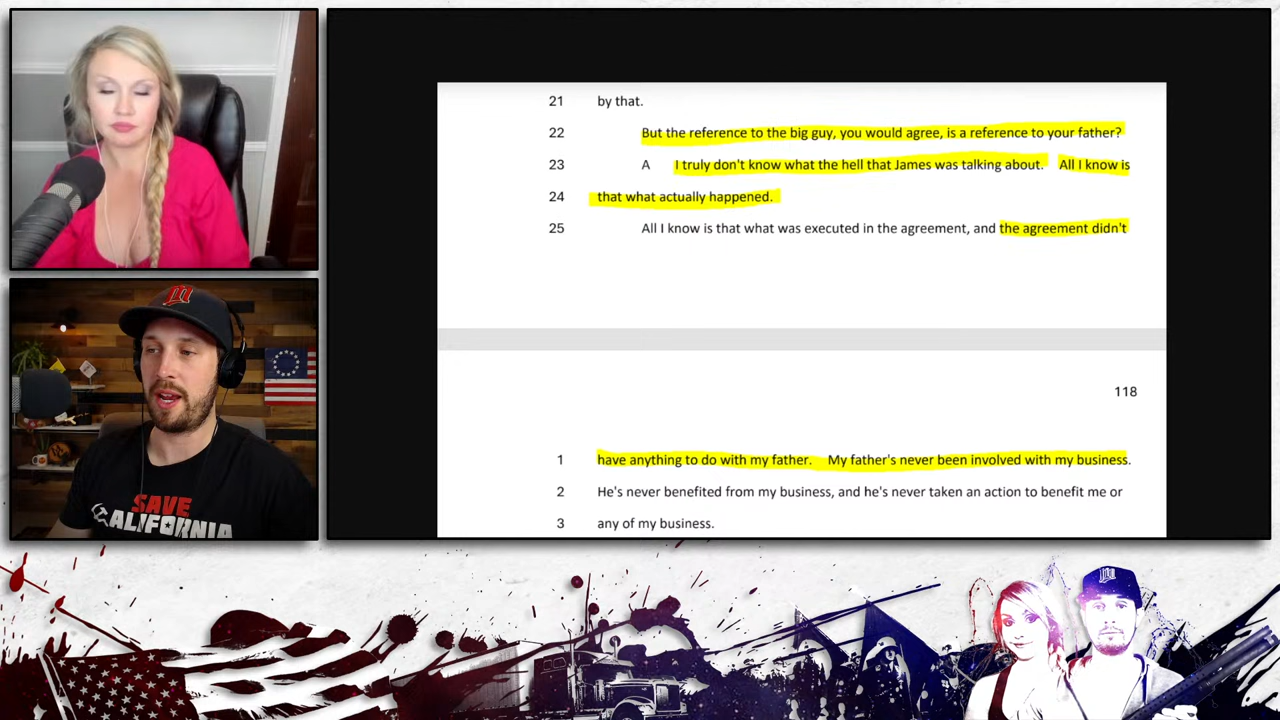 21 by that.
22 But the reference to the big guy, you would agree, is a reference to your father?
23 A I truly don't know what the hell that James was talking about. All I know is
24 that what actually happened.
25 All I know is that what was executed in the agreement, and the agreement didn't
118
1 have anything to do with my father. My father's never been involved with my business.
2 He's never benefited from my business, and he's never taken an action to benefit me or
3 any of my business.
SAVE
CALIFORNIA